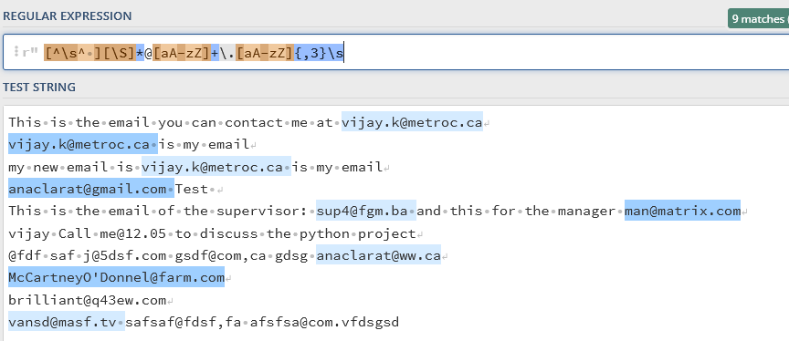 REGULAR EXPRESSION
9 matches (
r" [^\s^ ][\S]*@[aA-zZ]+\.[aA-zZ]{,3}\s
TEST STRING
This is the email you can contact me at vijay.k@metroc.ca
vijay.k@metroc.ca is my email
my new email is vijay.k@metroc.ca is my email
anaclarat@gmail.com Test
This is the email of the supervisor: sup4@fgm.ba and this for the manager man@matrix.com
vijay Call me@12.05 to discuss the python project
@fdf saf j@5dsf.com gsdf@com,ca gdsg anaclarat@ww.ca
McCartneyO'Donnel@farm.com
brilliant@q43ew.com
vansd@masf.tv safsaf@fdsf,fa afsfsa@com.vfdsgsd